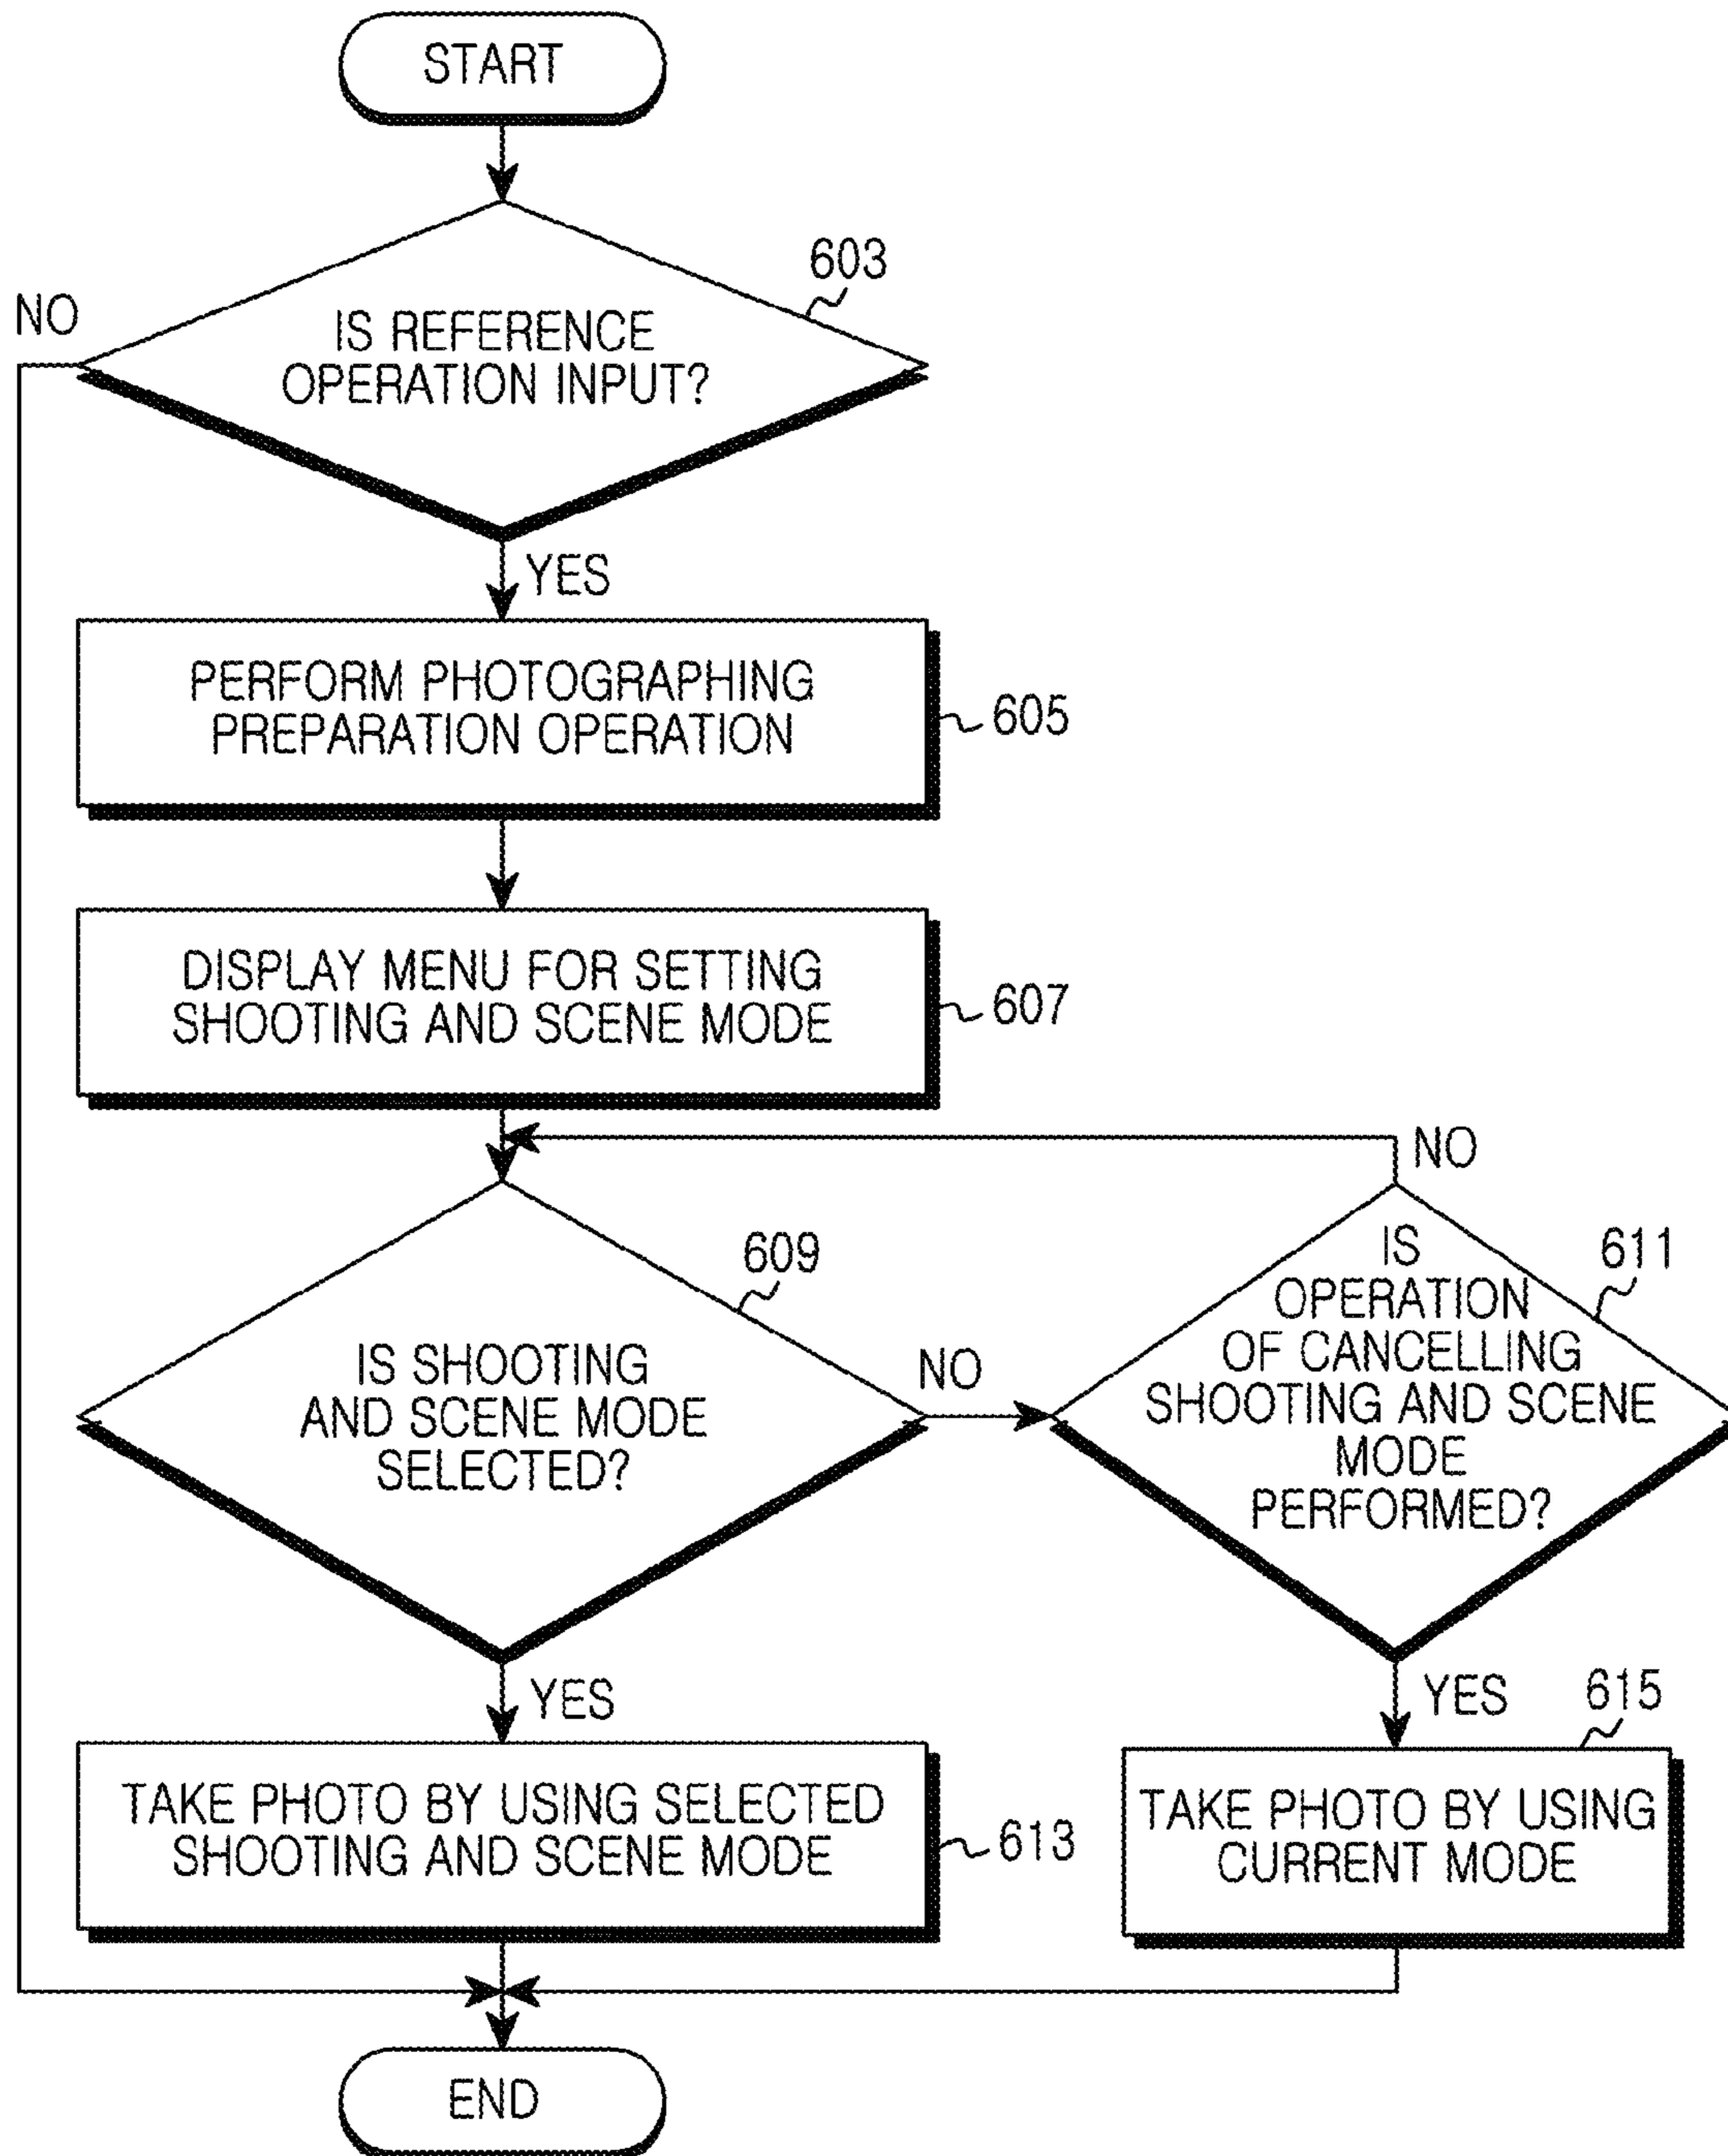 START
603
NO
IS REFERENCE
OPERATION INPUT?
YES
PERFORM PHOTOGRAPHING
PREPARATION OPERATION
605
DISPLAY MENU FOR SETTING
SHOOTING AND SCENE MODE
607
NO
609
IS SHOOTING
AND SCENE MODE
SELECTED?
NO
611
IS
OPERATION
OF CANCELLING
SHOOTING AND SCENE
MODE
PERFORMED?
YES
YES
615
TAKE PHOTO BY USING SELECTED
SHOOTING AND SCENE MODE
613
TAKE PHOTO BY USING
CURRENT MODE
END